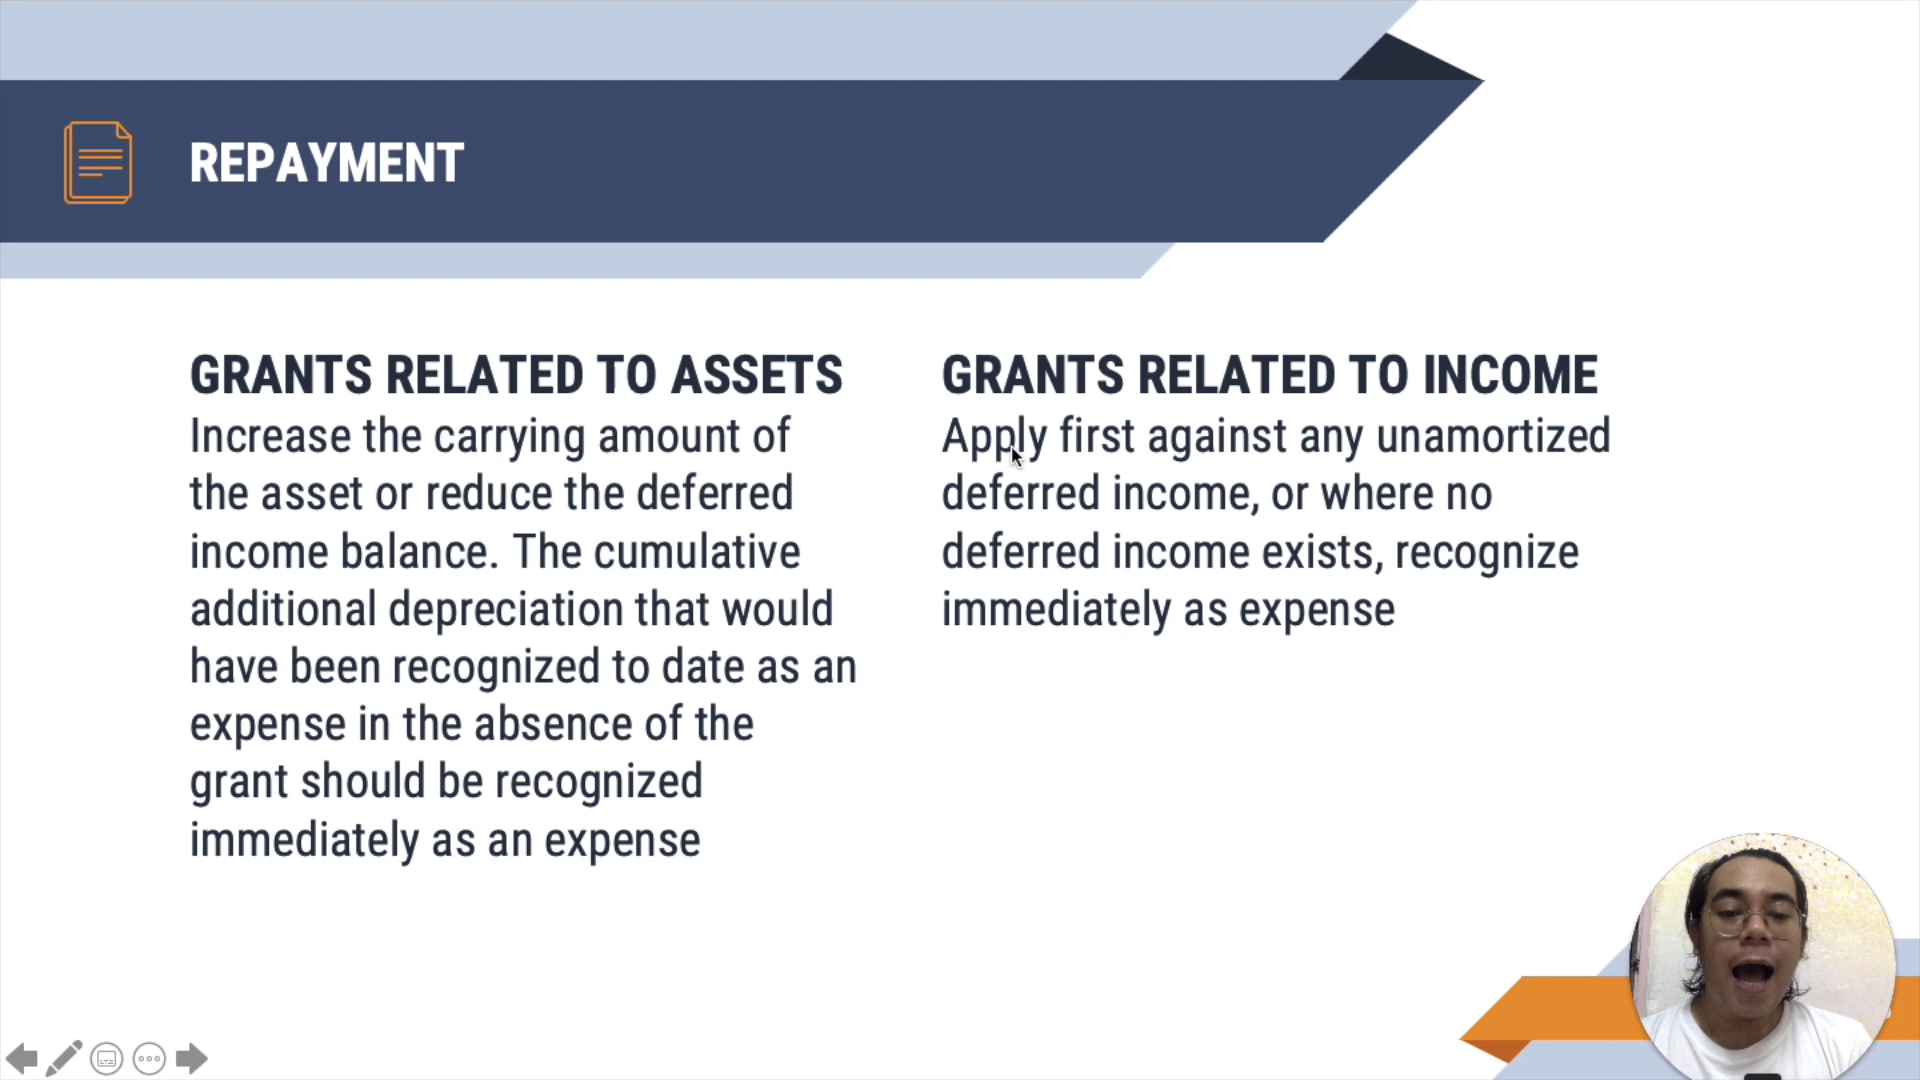 REPAYMENT
GRANTS RELATED TO ASSETS
Increase the carrying amount of
the asset or reduce the deferred
income balance. The cumulative
additional depreciation that would
have been recognized to date as an
expense in the absence of the
grant should be recognized
immediately as an expense
GRANTS RELATED TO INCOME
Apply first against any unamortized
deferred income, or where no
deferred income exists, recognize
immediately as expense